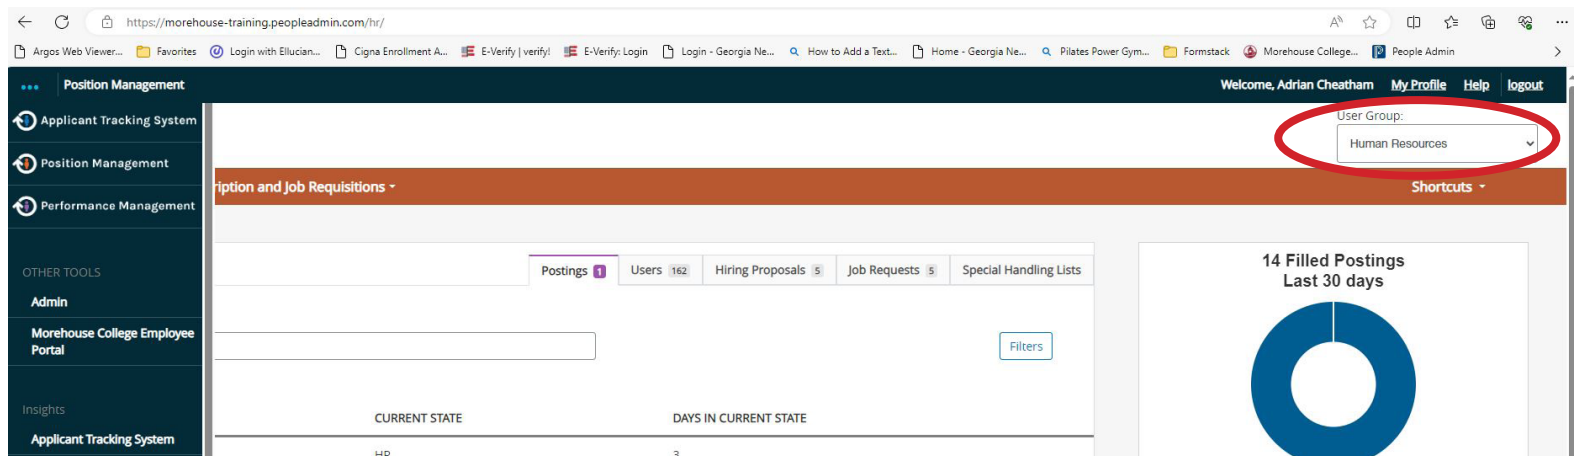 https://morehouse-training.peopleadmin.com/hr/
Argos Web Viewer... Favorites Login with Ellucian... Cigna Enrollment A... E-Verify | verify! E-Verify: Login Login - Georgia Ne... How to Add a Text... Home - Georgia Ne... Pilates Power Gym... Formstack Morehouse College... People Admin
Position Management Welcome, Adrian Cheatham My Profile Help logout
Applicant Tracking System
Position Management
Performance Management
OTHER TOOLS
Admin
Morehouse College Employee
Portal
Insights
Applicant Tracking System
User Group:
Human Resources
ription and Job Requisitions Shortcuts
Postings 1 Users 162 Hiring Proposals 5 Job Requests 5 Special Handling Lists
Filters
CURRENT STATE DAYS IN CURRENT STATE
HR 3
14 Filled Postings
Last 30 days